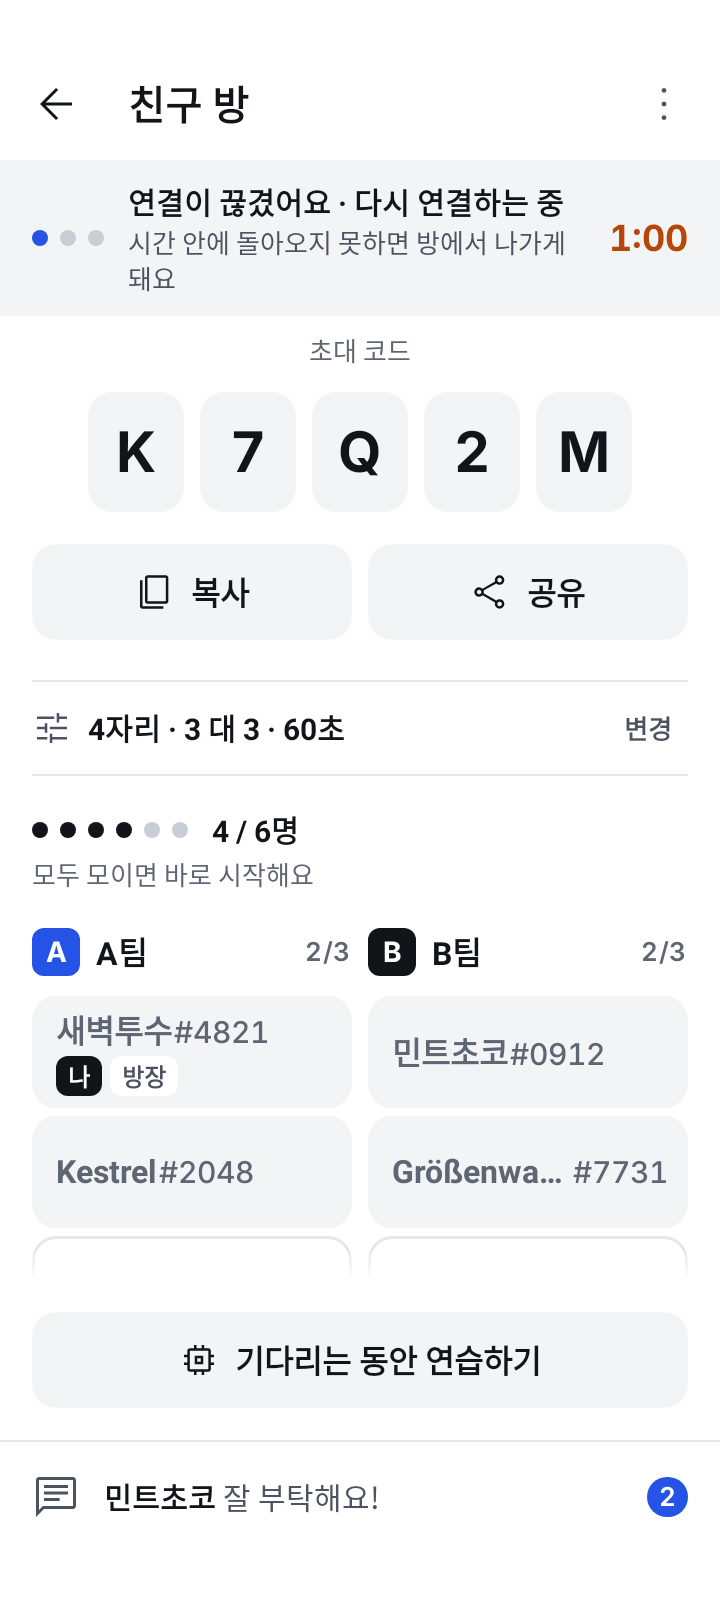 친구 방
연결이 끊겼어요 · 다시 연결하는 중
시간 안에 돌아오지 못하면 방에서 나가게
돼요
1:00
초대 코드
K 7 Q 2 M
복사
공유
4자리 · 3 대 3 · 60초
변경
4 / 6명
모두 모이면 바로 시작해요
A A팀 2/3
B B팀 2/3
새벽투수#4821
나 방장
민트초코#0912
Kestrel#2048
Größenwa… #7731
기다리는 동안 연습하기
민트초코 잘 부탁해요!
2